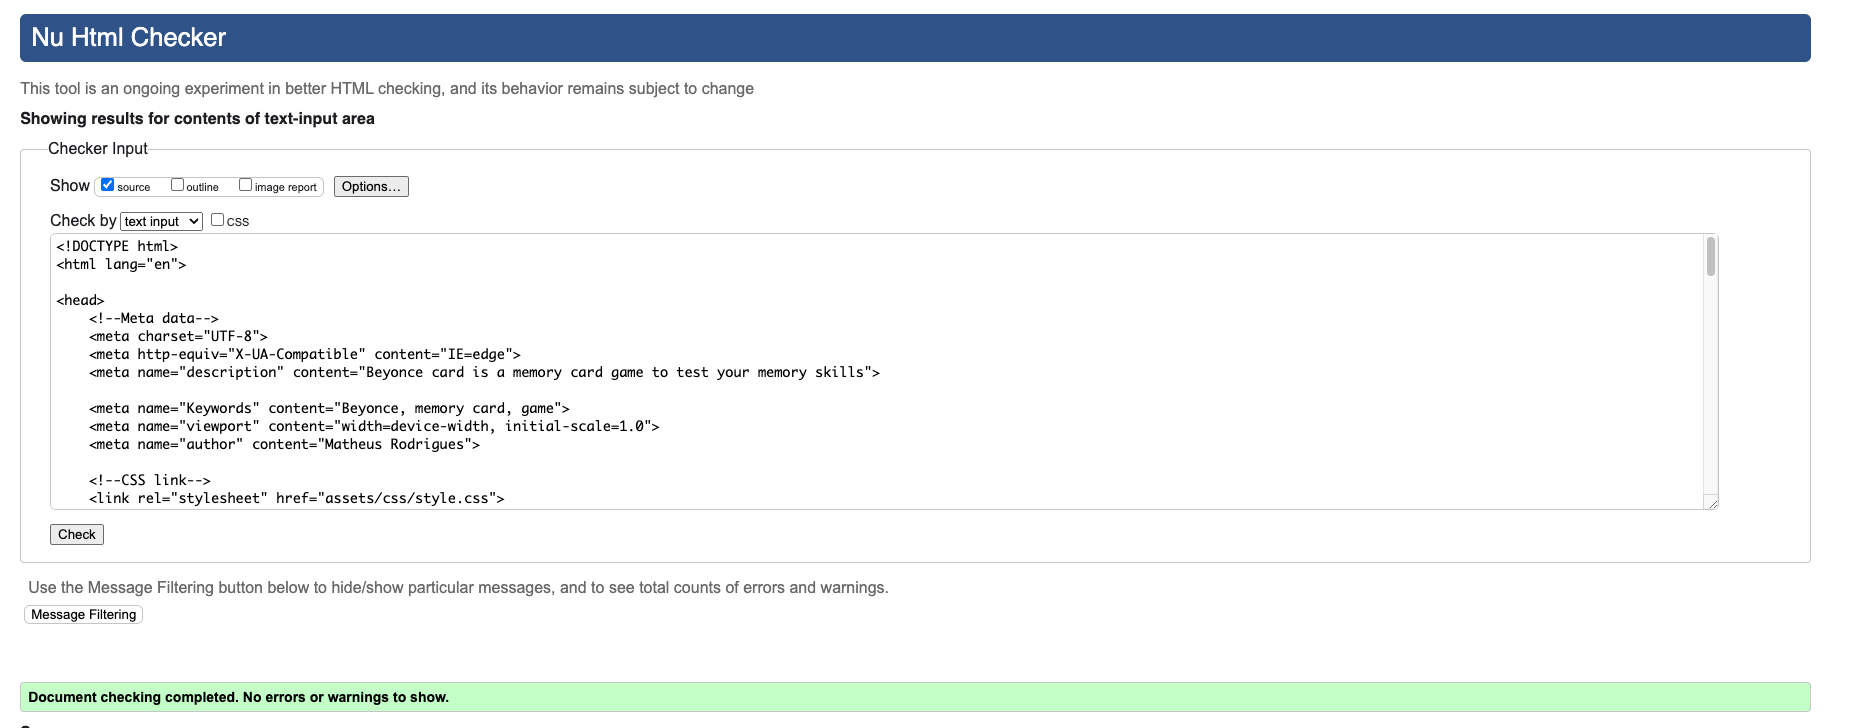 Nu Html Checker
This tool is an ongoing experiment in better HTML checking, and its behavior remains subject to change
Showing results for contents of text-input area
Checker Input
Show source outline image report Options...
Check by text input css
<!DOCTYPE html>
<html lang="en">
<head>
<!--Meta data-->
<meta charset="UTF-8">
<meta http-equiv="X-UA-Compatible" content="IE=edge">
<meta name="description" content="Beyonce card is a memory card game to test your memory skills">
<meta name="Keywords" content="Beyonce, memory card, game">
<meta name="viewport" content="width=device-width, initial-scale=1.0">
<meta name="author" content="Matheus Rodrigues">
<!--CSS link-->
<link rel="stylesheet" href="assets/css/style.css">
Check
Use the Message Filtering button below to hide/show particular messages, and to see total counts of errors and warnings.
Message Filtering
Document checking completed. No errors or warnings to show.